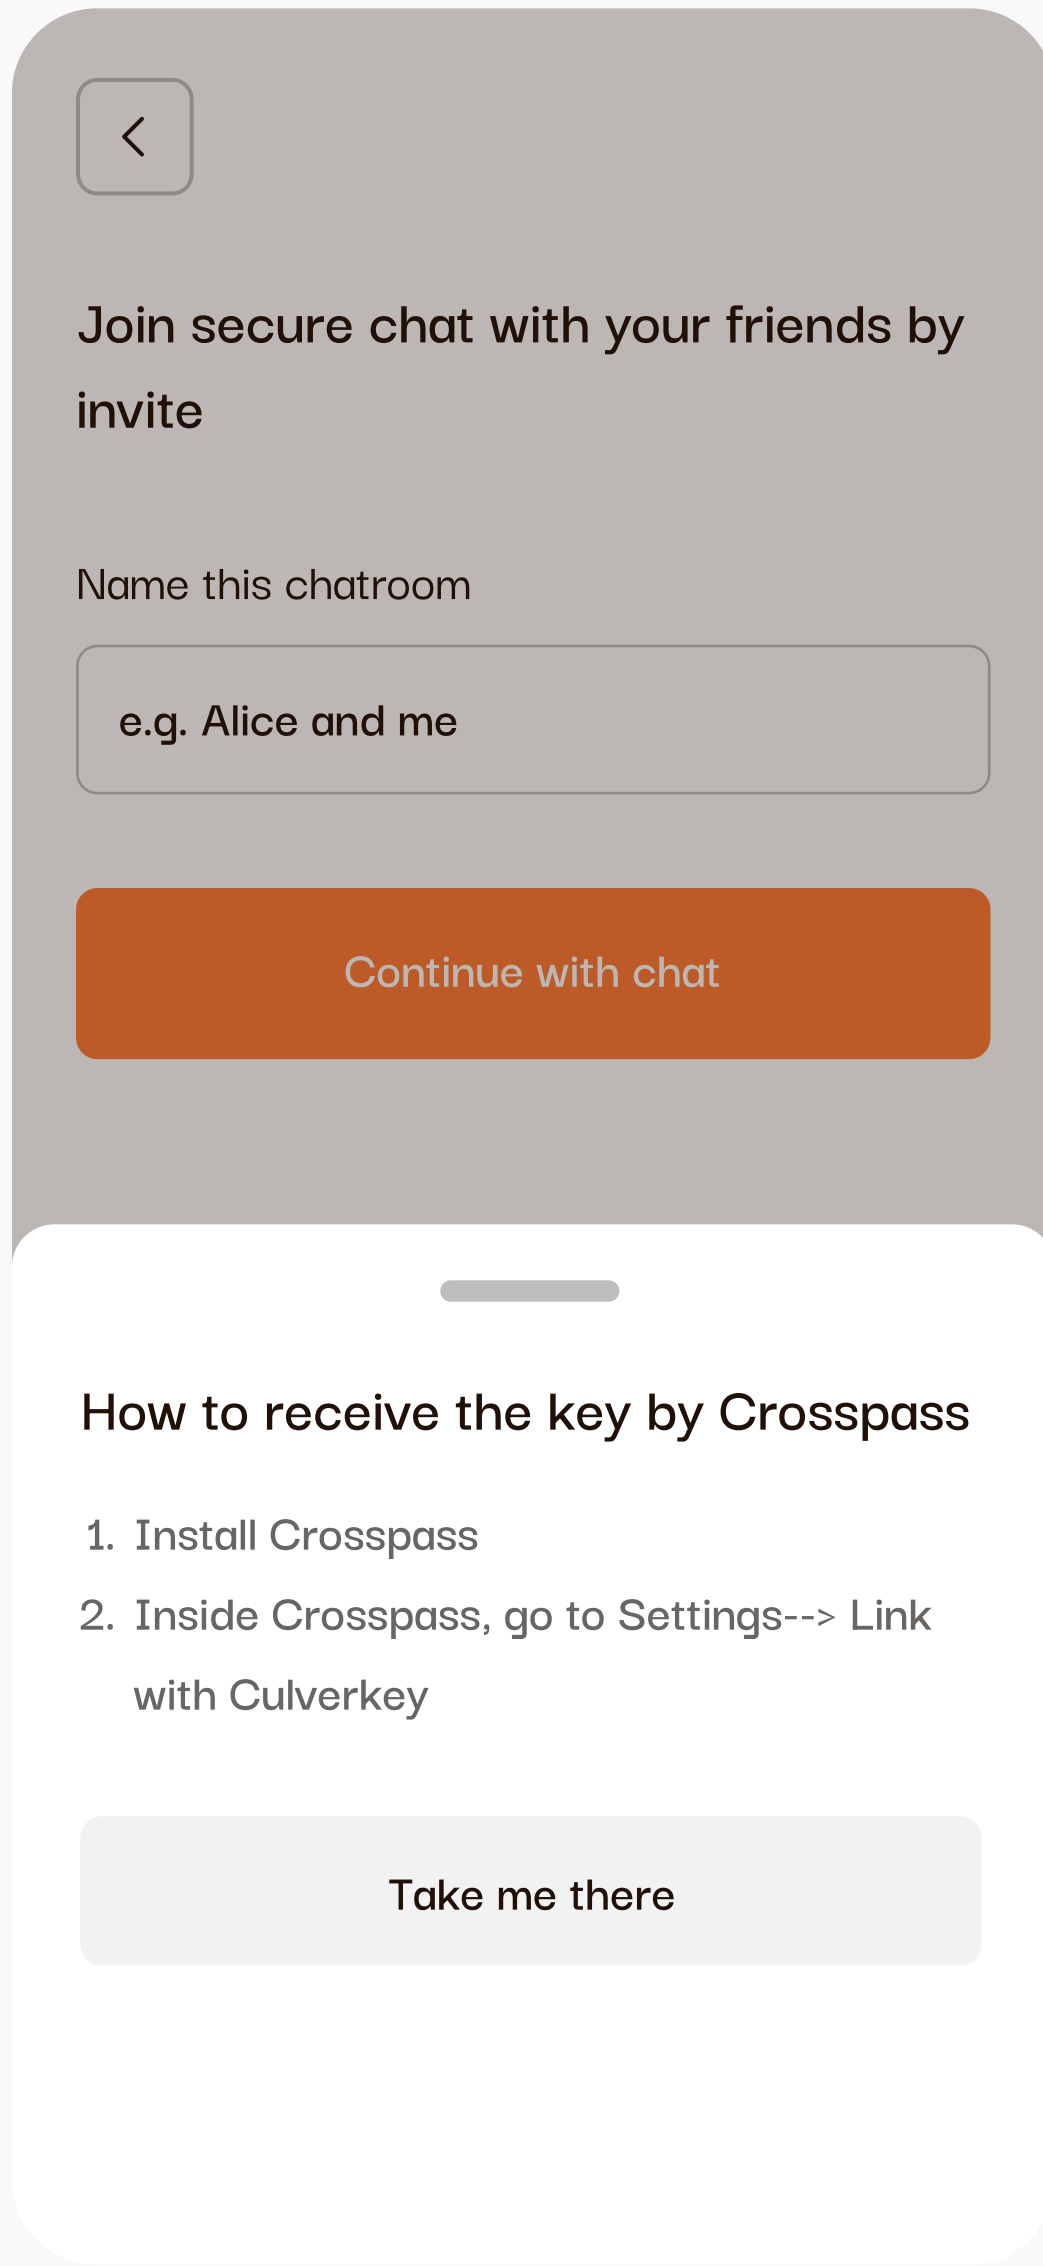 Join secure chat with your friends by
invite
Name this chatroom
e.g. Alice and me
Continue with chat
How to receive the key by Crosspass
1. Install Crosspass
2. Inside Crosspass, go to Settings--> Link
with Culverkey
Take me there